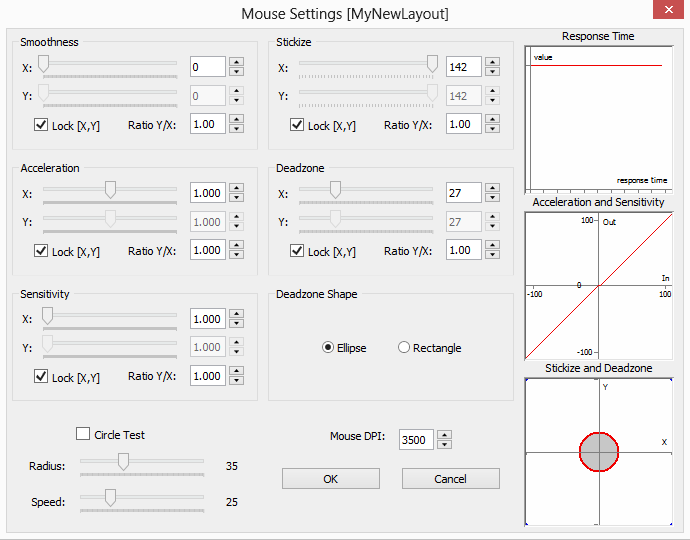 Mouse Settings [MyNewLayout]
Smoothness
X: 0
Y: 0
Lock [X,Y] Ratio Y/X: 1.00
Stickize
X: 142
Y: 142
Lock [X,Y] Ratio Y/X: 1.00
Response Time
value
response time
Acceleration
X: 1.000
Y: 1.000
Lock [X,Y] Ratio Y/X: 1.000
Deadzone
X: 27
Y: 27
Lock [X,Y] Ratio Y/X: 1.00
Acceleration and Sensitivity
100 Out
In
-100 0 100
-100
Sensitivity
X: 1.000
Y: 1.000
Lock [X,Y] Ratio Y/X: 1.000
Deadzone Shape
Ellipse Rectangle
Stickize and Deadzone
Y
X
Circle Test
Radius: 35
Speed: 25
Mouse DPI: 3500
OK Cancel